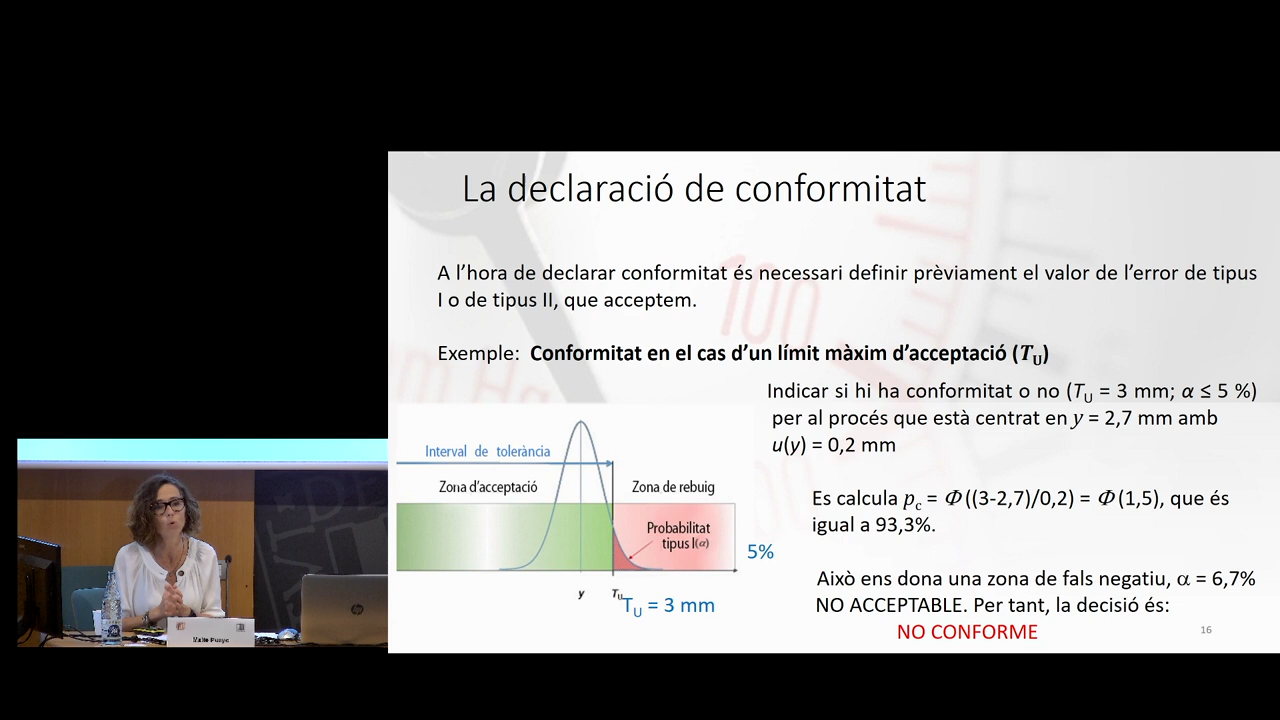 La declaració de conformitat
A l’hora de declarar conformitat és necessari definir prèviament el valor de l’error de tipus
I o de tipus II, que acceptem.
Exemple: Conformitat en el cas d’un límit màxim d’acceptació (TU)
Indicar si hi ha conformitat o no (TU = 3 mm; α ≤ 5 %)
per al procés que està centrat en y = 2,7 mm amb
u(y) = 0,2 mm
Interval de tolerància
Zona d’acceptació
Zona de rebuig
Probabilitat
tipus I(α)
5%
y
TU
TU = 3 mm
Es calcula pc = Φ((3-2,7)/0,2) = Φ(1,5), que és
igual a 93,3%.
Això ens dona una zona de fals negatiu, α = 6,7%
NO ACCEPTABLE. Per tant, la decisió és:
NO CONFORME
16
hp